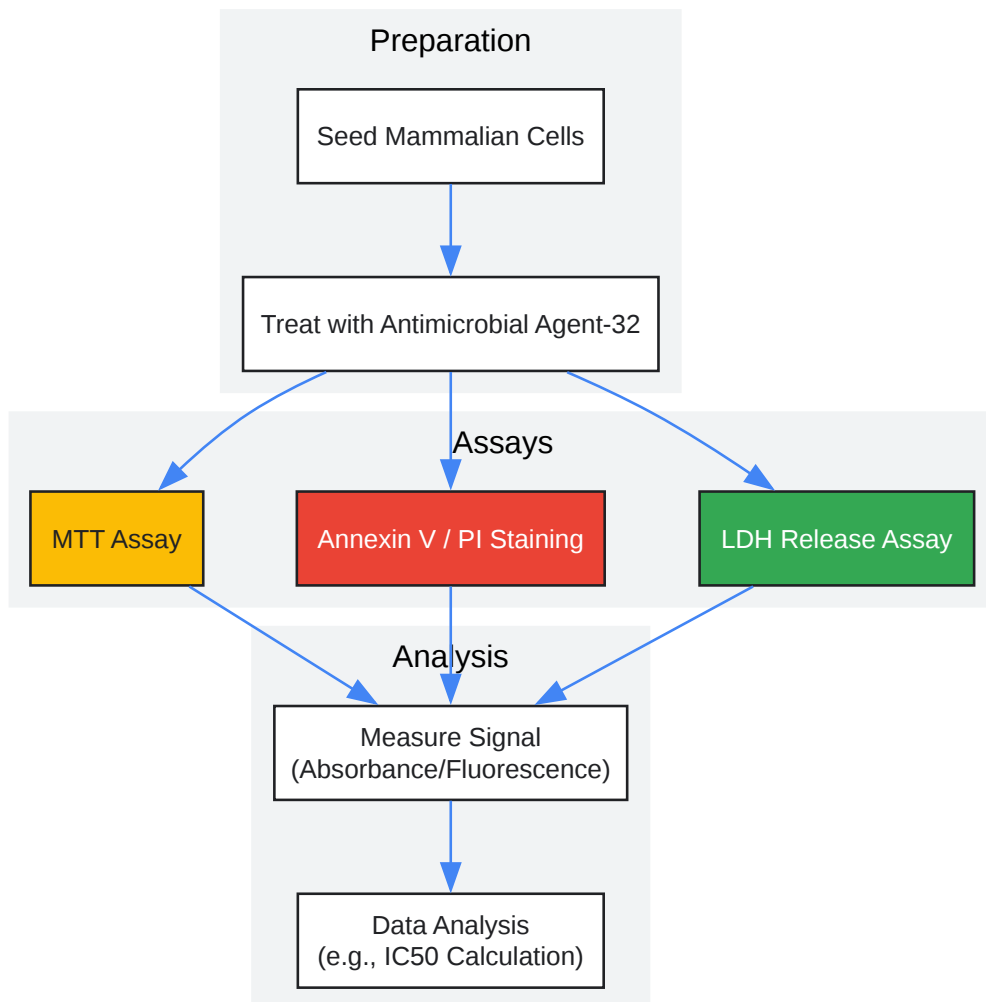 Preparation
Seed Mammalian Cells
Treat with Antimicrobial Agent-32
Assays
MTT Assay
Annexin V / PI Staining
LDH Release Assay
Analysis
Measure Signal
(Absorbance/Fluorescence)
Data Analysis
(e.g., IC50 Calculation)